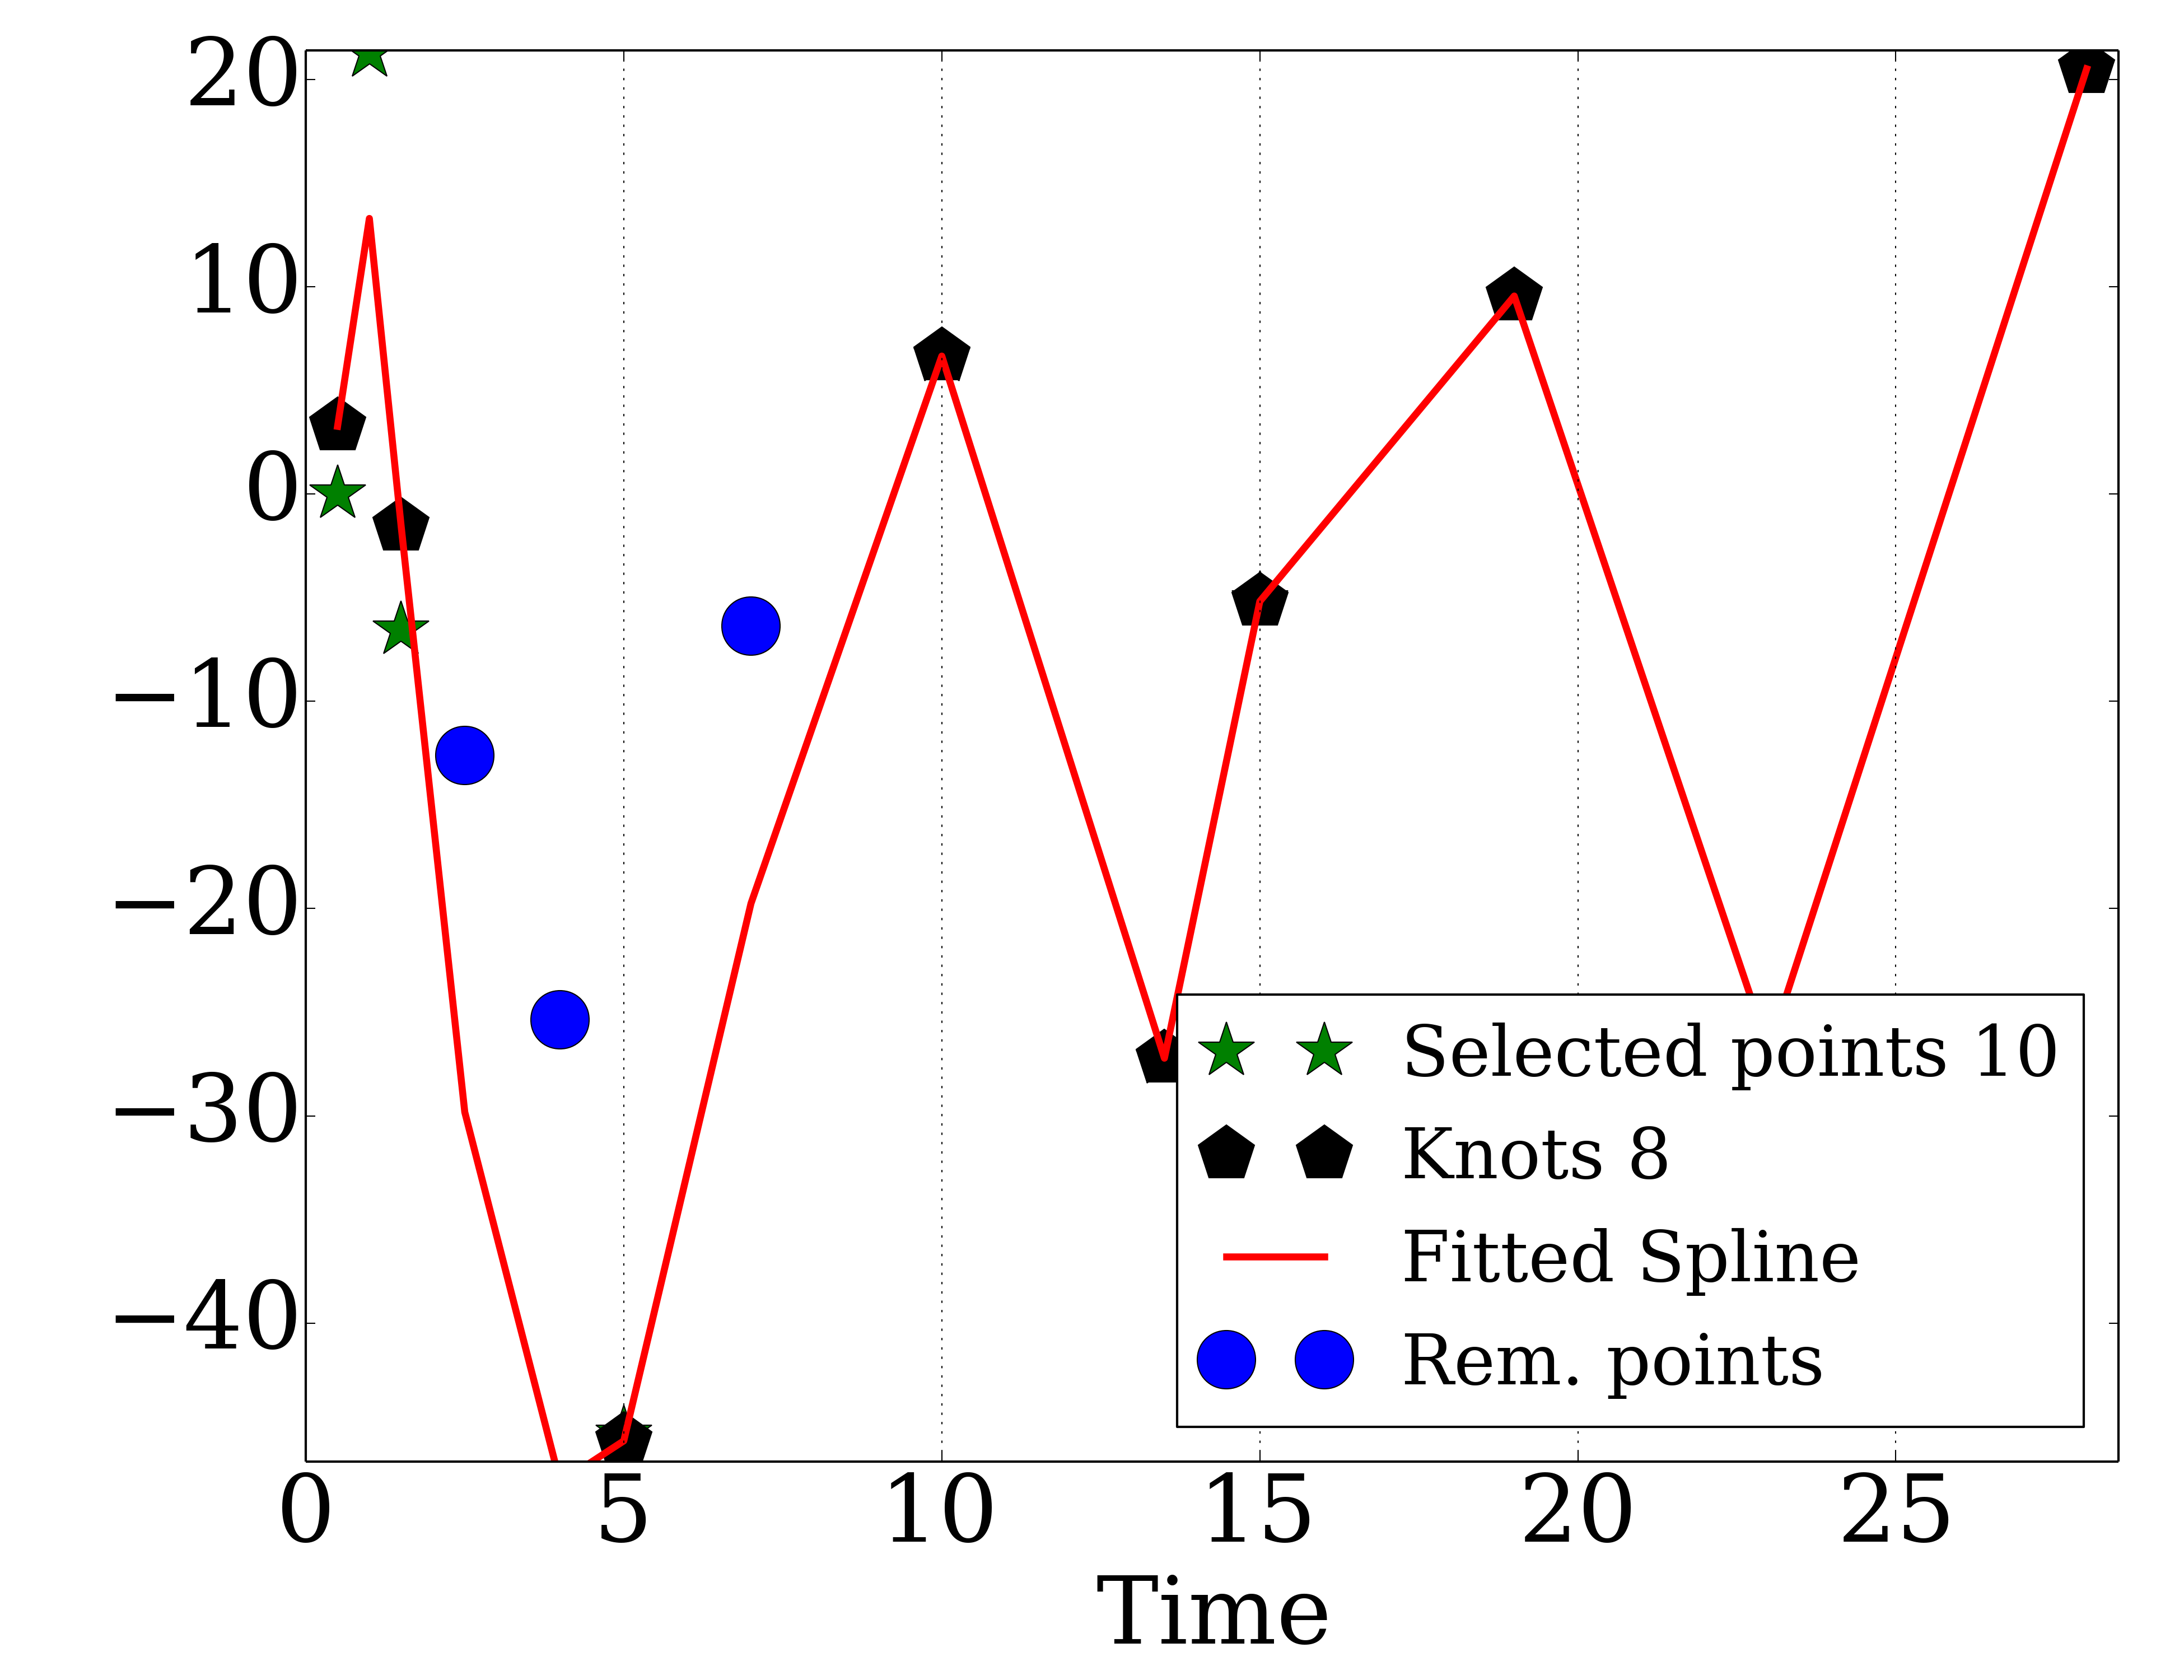 20
10
0
−10
−20
−30
−40
0 5 10 15 20 25
Time
Selected points 10
Knots 8
Fitted Spline
Rem. points